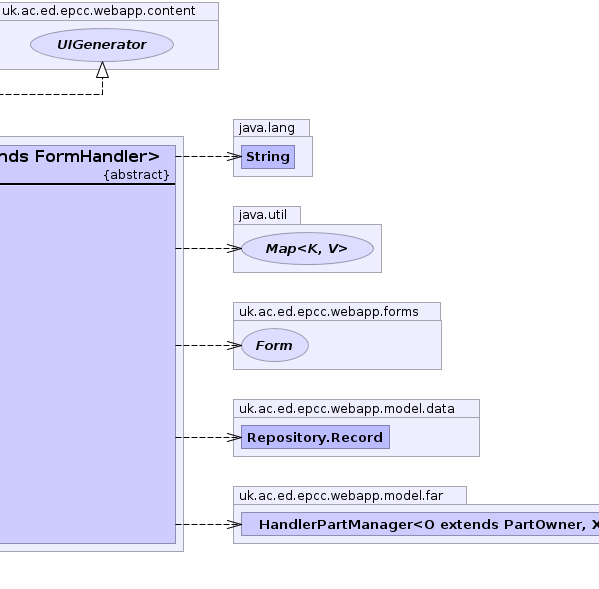 uk.ac.ed.epcc.webapp.content
UIGenerator
java.lang
nds FormHandler>
String
{abstract}
java.util
Map<K, V>
uk.ac.ed.epcc.webapp.forms
Form
uk.ac.ed.epcc.webapp.model.data
Repository.Record
uk.ac.ed.epcc.webapp.model.far
HandlerPartManager<O extends PartOwner, X